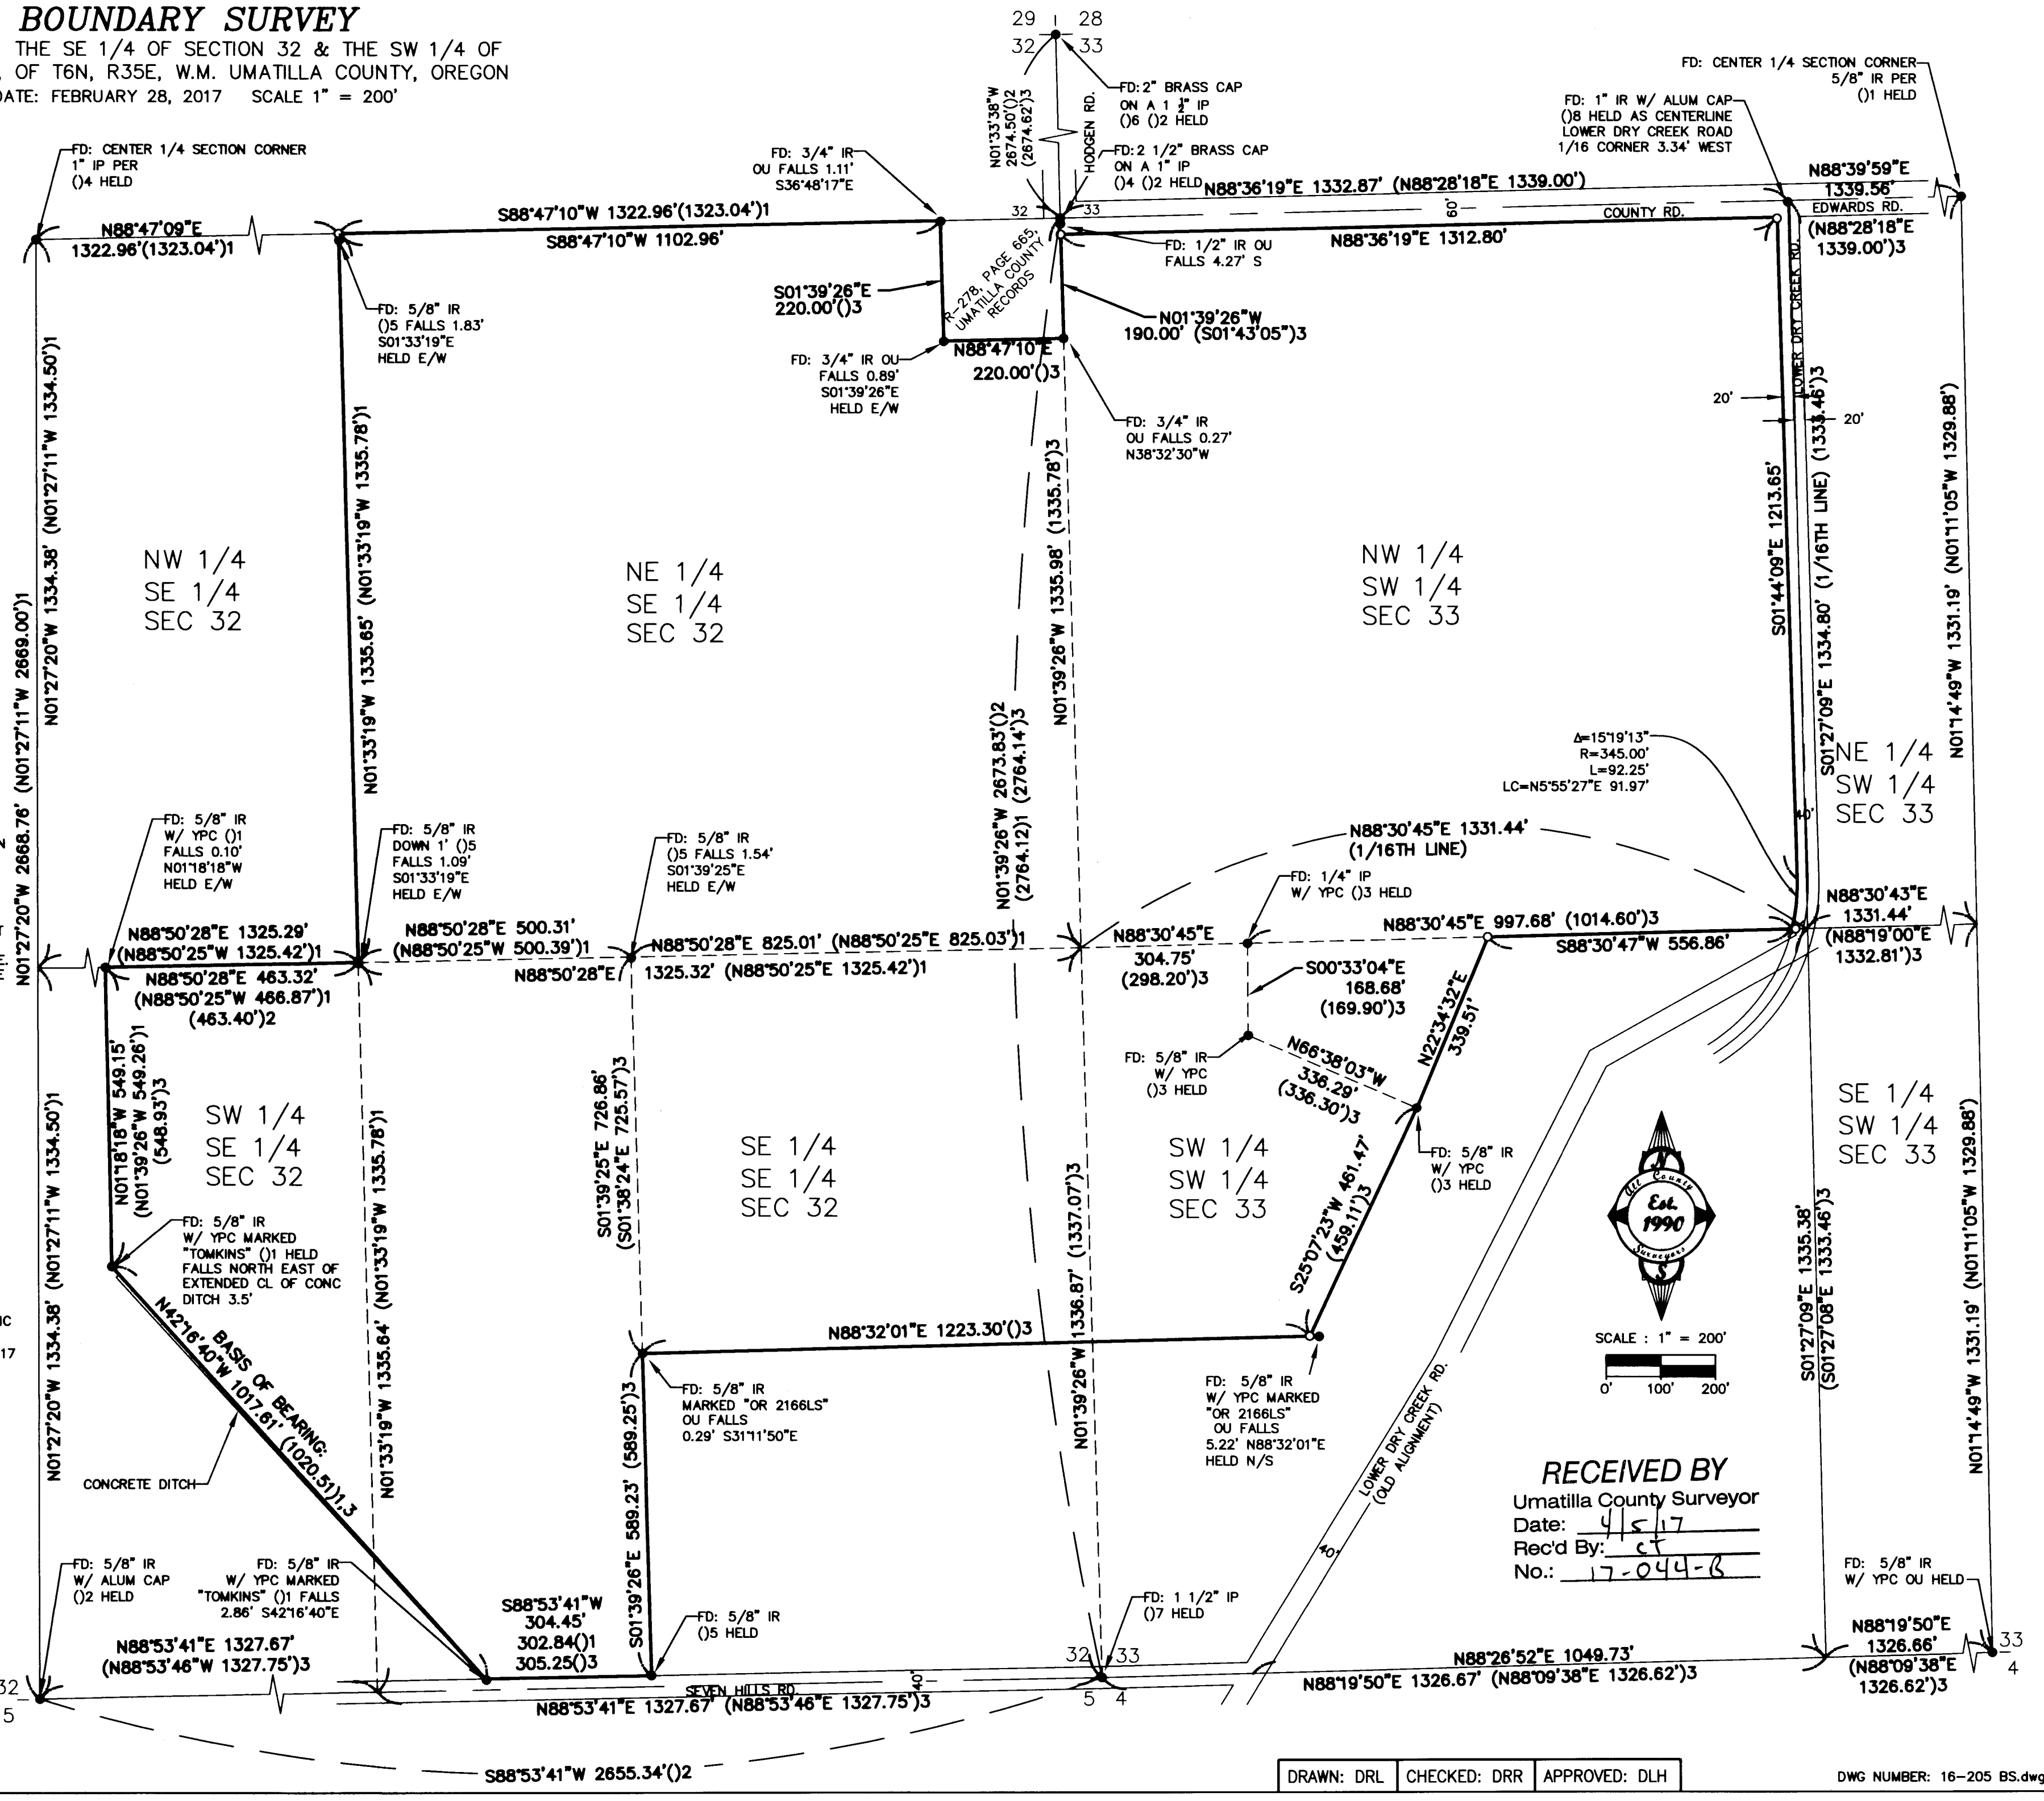 BOUNDARY SURVEY
THE SE 1/4 OF SECTION 32 & THE SW 1/4 OF
OF T6N, R35E, W.M. UMATILLA COUNTY, OREGON
DATE: FEBRUARY 28, 2017 SCALE 1" = 200'
29 28
32 33
FD: 2" BRASS CAP
ON A 1 1/2" IP
()6 ()2 HELD
N01°33'38"W
2674.50'()2
(2674.62')3
HODGEN RD.
FD: 2 1/2" BRASS CAP
ON A 1" IP
()4 ()2 HELD
FD: CENTER 1/4 SECTION CORNER
5/8" IR PER
()1 HELD
FD: 1" IR W/ ALUM CAP
()8 HELD AS CENTERLINE
LOWER DRY CREEK ROAD
1/16 CORNER 3.34' WEST
FD: CENTER 1/4 SECTION CORNER
1" IP PER
()4 HELD
FD: 3/4" IR
OU FALLS 1.11'
S36°48'17"E
N88°47'09"E
1322.96'(1323.04')1
S88°47'10"W 1322.96'(1323.04')1
S88°47'10"W 1102.96'
32 33
N88°36'19"E 1332.87' (N88°28'18"E 1339.00')
60'
COUNTY RD.
N88°36'19"E 1312.80'
N88°39'59"E
1339.56'
EDWARDS RD.
(N88°28'18"E
1339.00')3
FD: 1/2" IR OU
FALLS 4.27' S
R-278, PAGE 665,
UMATILLA COUNTY
RECORDS
S01°39'26"E
220.00'()3
N01°39'26"W
190.00' (S01°43'05")3
N88°47'10"E
220.00'()3
FD: 5/8" IR
()5 FALLS 1.83'
S01°33'19"E
HELD E/W
FD: 3/4" IR OU
FALLS 0.89'
S01°39'26"E
HELD E/W
FD: 3/4" IR
OU FALLS 0.27'
N38°32'30"W
LOWER DRY CREEK RD.
20'
20'
N01°27'20"W 2668.76' (N01°27'11"W 2669.00')1
N01°27'20"W 1334.38' (N01°27'11"W 1334.50')1
N01°33'19"W 1335.65' (N01°33'19"W 1335.78')1
N01°39'26"W 2673.83'()2
(2764.12)1 (2764.14')3
N01°39'26"W 1335.98' (1335.78')3
S01°44'09"E 1213.65'
S01°27'09"E 1334.80' (1/16TH LINE) (1333.46')3
N01°14'49"W 1331.19' (N01°11'05"W 1329.88')
NW 1/4
SE 1/4
SEC 32
NE 1/4
SE 1/4
SEC 32
NW 1/4
SW 1/4
SEC 33
NE 1/4
SW 1/4
SEC 33
Δ=15°19'13"
R=345.00'
L=92.25'
LC=N5°55'27"E 91.97'
40'
FD: 5/8" IR
W/ YPC ()1
FALLS 0.10'
N01°18'18"W
HELD E/W
FD: 5/8" IR
DOWN 1' ()5
FALLS 1.09'
S01°33'19"E
HELD E/W
FD: 5/8" IR
()5 FALLS 1.54'
S01°39'25"E
HELD E/W
N88°30'45"E 1331.44'
(1/16TH LINE)
FD: 1/4" IP
W/ YPC ()3 HELD
N88°50'28"E 1325.29'
(N88°50'25"W 1325.42')1
N88°50'28"E 463.32'
(N88°50'25"W 466.87')1
(463.40')2
N88°50'28"E 500.31'
(N88°50'25"W 500.39')1
N88°50'28"E 825.01' (N88°50'25"E 825.03')1
N88°50'28"E 1325.32' (N88°50'25"E 1325.42')1
N88°30'45"E
304.75'
(298.20')3
N88°30'45"E 997.68' (1014.60')3
S88°30'47"W 556.86'
N88°30'43"E
1331.44'
(N88°19'00"E
1332.81')3
S00°33'04"E
168.68'
(169.90')3
FD: 5/8" IR
W/ YPC
()3 HELD
N66°38'03"W
336.29'
(336.30')3
N22°34'32"E
339.51'
FD: 5/8" IR
W/ YPC
()3 HELD
S25°07'23"W 461.47'
(459.11')3
N01°18'18"W 549.15'
(N01°39'26"W 549.26')1
(548.93')3
SW 1/4
SE 1/4
SEC 32
SE 1/4
SE 1/4
SEC 32
SW 1/4
SW 1/4
SEC 33
SE 1/4
SW 1/4
SEC 33
S01°39'25"E 726.86'
(S01°38'24"E 725.57')3
FD: 5/8" IR
W/ YPC MARKED
"TOMKINS" ()1 HELD
FALLS NORTH EAST OF
EXTENDED CL OF CONC
DITCH 3.5'
N01°27'20"W 1334.38' (N01°27'11"W 1334.50')1
BASIS OF BEARING:
N42°16'40"W 1017.61' (1020.51)1,3
CONCRETE DITCH
N01°33'19"W 1335.64' (N01°33'19"W 1335.78')1
N88°32'01"E 1223.30'()3
N01°39'26"W 1336.87' (1337.07')3
FD: 5/8" IR
MARKED "OR 2166LS"
OU FALLS
0.29' S31°11'50"E
FD: 5/8" IR
W/ YPC MARKED
"OR 2166LS"
OU FALLS
5.22' N88°32'01"E
HELD N/S
S01°39'26"E 589.23' (589.25')3
LOWER DRY CREEK RD.
(OLD ALIGNMENT)
40'
N
All County
Est.
1990
Surveyors
S
SCALE : 1" = 200'
0' 100' 200'
S01°27'09"E 1335.38'
(S01°27'08"E 1333.46')3
N01°14'49"W 1331.19' (N01°11'05"W 1329.88')
RECEIVED BY
Umatilla County Surveyor
Date: 4/5/17
Rec'd By: CT
No.: 17-044-B
FD: 5/8" IR
W/ ALUM CAP
()2 HELD
FD: 5/8" IR
W/ YPC MARKED
"TOMKINS" ()1 FALLS
2.86' S42°16'40"E
S88°53'41"W
304.45'
302.84()1
305.25()3
FD: 5/8" IR
()5 HELD
FD: 1 1/2" IP
()7 HELD
FD: 5/8" IR
W/ YPC OU HELD
N88°53'41"E 1327.67'
(N88°53'46"W 1327.75')3
32
5
SEVEN HILLS RD.
40'
N88°53'41"E 1327.67' (N88°53'46"E 1327.75')3
32 33
5 4
N88°26'52"E 1049.73'
N88°19'50"E 1326.67' (N88°09'38"E 1326.62')3
N88°19'50"E
1326.66'
(N88°09'38"E
1326.62')3
33
4
S88°53'41"W 2655.34'()2
DRAWN: DRL CHECKED: DRR APPROVED: DLH
DWG NUMBER: 16-205 BS.dwg